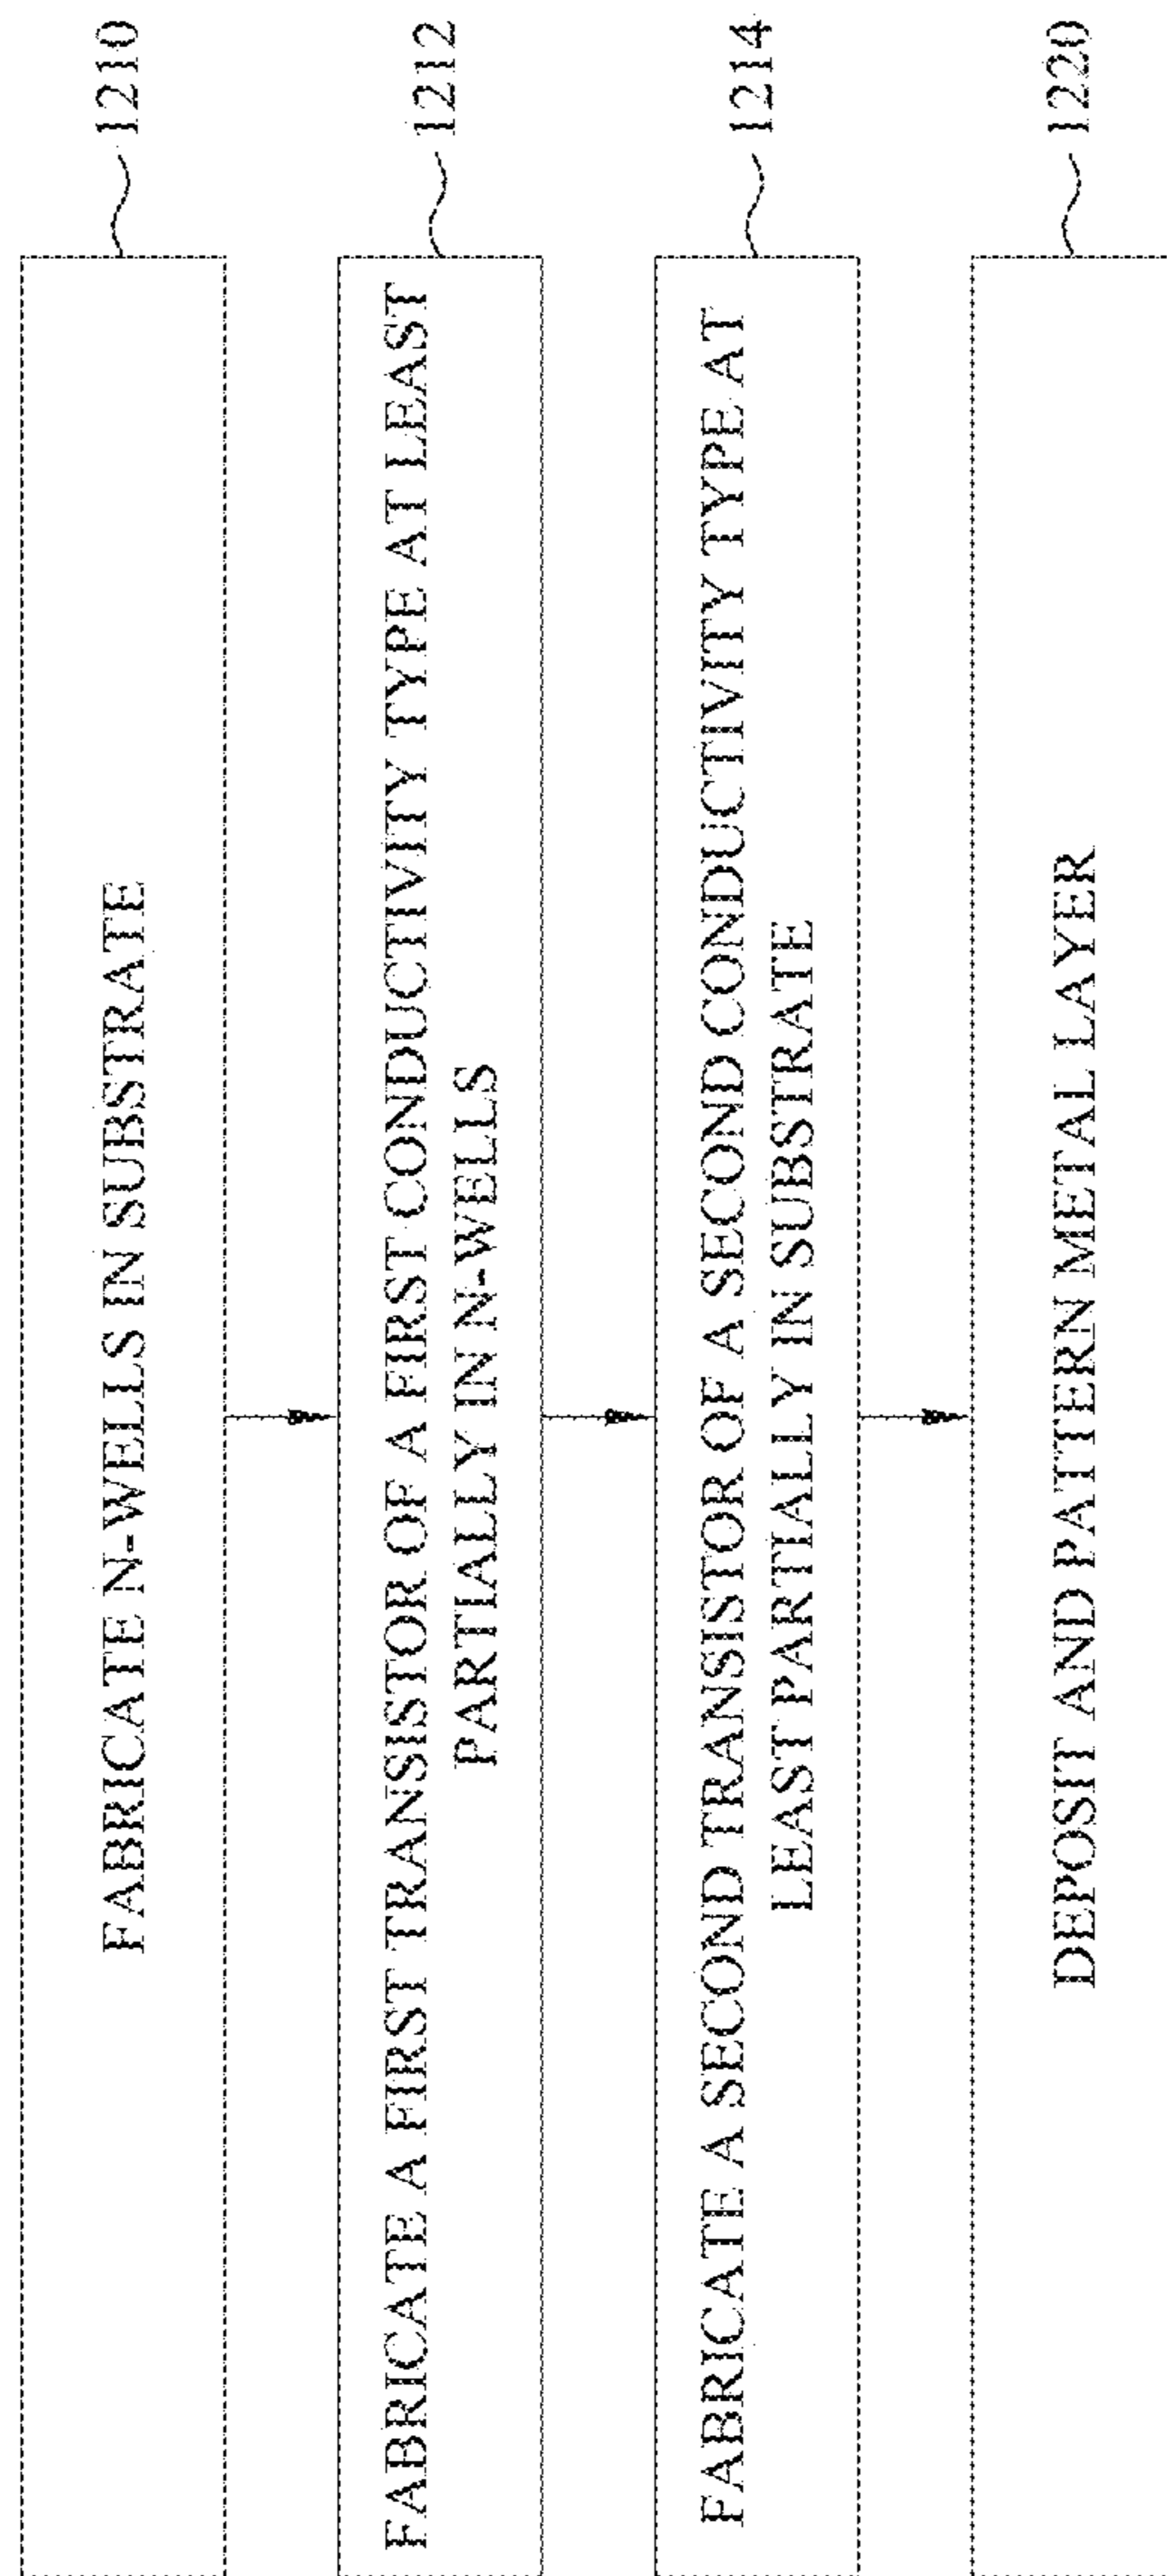 FABRICATE N-WELLS IN SUBSTRATE
1210
FABRICATE A FIRST TRANSISTOR OF A FIRST CONDUCTIVITY TYPE AT LEAST
PARTIALLY IN N-WELLS
1212
FABRICATE A SECOND TRANSISTOR OF A SECOND CONDUCTIVITY TYPE AT
LEAST PARTIALLY IN SUBSTRATE
1214
DEPOSIT AND PATTERN METAL LAYER
1220